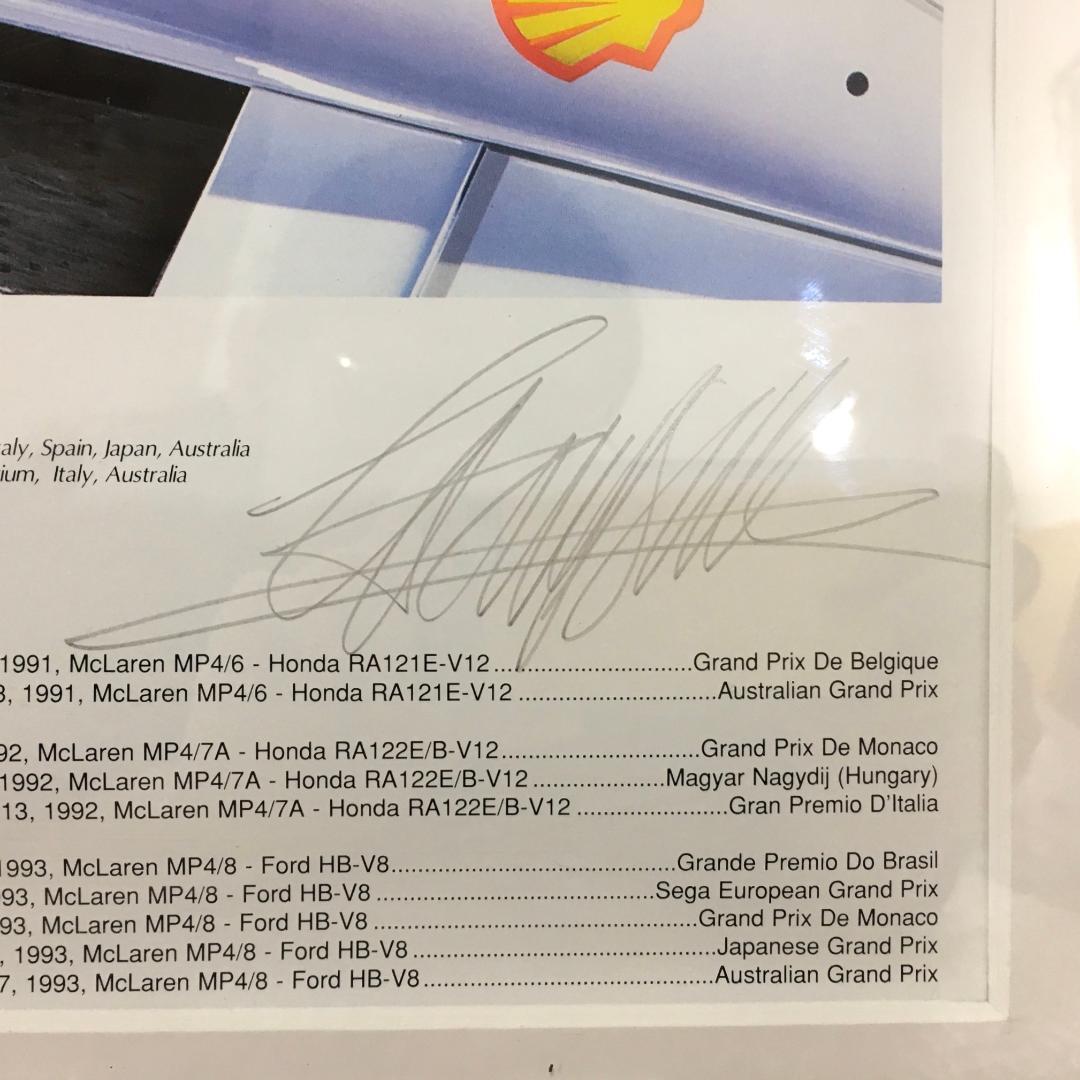 aly, Spain, Japan, Australia
ium, Italy, Australia
1991, McLaren MP4/6 - Honda RA121E-V12..............................Grand Prix De Belgique
3, 1991, McLaren MP4/6 - Honda RA121E-V12 ..............................Australian Grand Prix
92, McLaren MP4/7A - Honda RA122E/B-V12..............................Grand Prix De Monaco
1992, McLaren MP4/7A - Honda RA122E/B-V12 ....................Magyar Nagydij (Hungary)
13, 1992, McLaren MP4/7A - Honda RA122E/B-V12 .......................Gran Premio D'Italia
1993, McLaren MP4/8 - Ford HB-V8............................................Grande Premio Do Brasil
93, McLaren MP4/8 - Ford HB-V8 ...........................................Sega European Grand Prix
93, McLaren MP4/8 - Ford HB-V8 .................................................Grand Prix De Monaco
, 1993, McLaren MP4/8 - Ford HB-V8..............................................Japanese Grand Prix
7, 1993, McLaren MP4/8 - Ford HB-V8............................................Australian Grand Prix